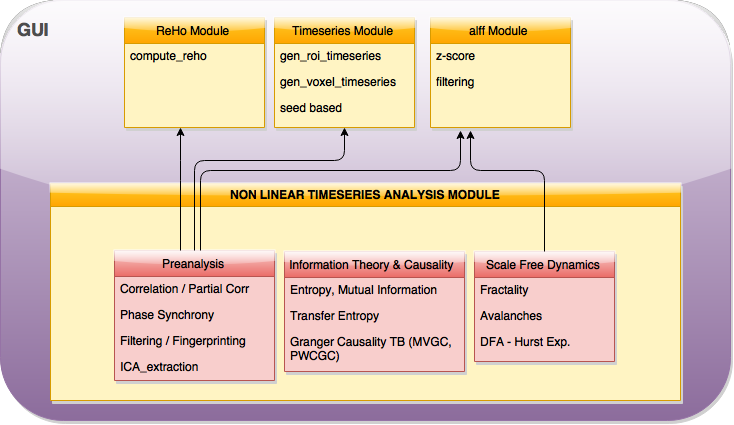 GUI
ReHo Module
compute_reho
Timeseries Module
gen_roi_timeseries
gen_voxel_timeseries
seed based
alff Module
z-score
filtering
NON LINEAR TIMESERIES ANALYSIS MODULE
Preanalysis
Correlation / Partial Corr
Phase Synchrony
Filtering / Fingerprinting
ICA_extraction
Information Theory & Causality
Entropy, Mutual Information
Transfer Entropy
Granger Causality TB (MVGC,
PWCGC)
Scale Free Dynamics
Fractality
Avalanches
DFA - Hurst Exp.